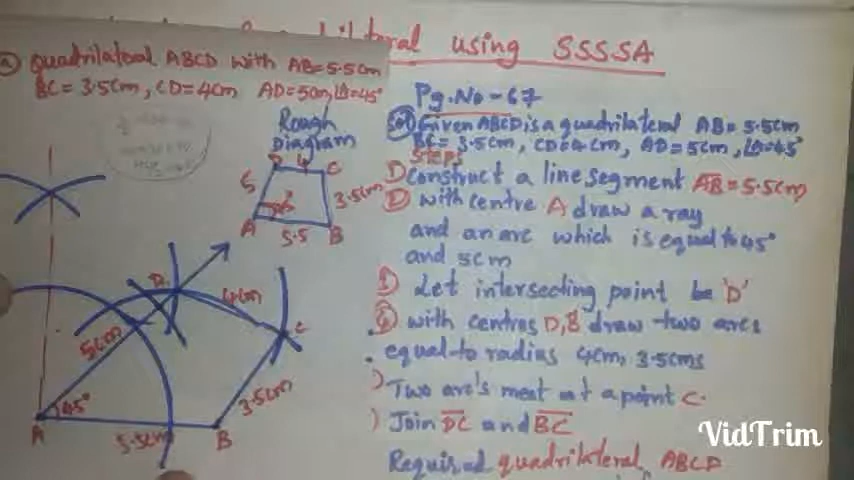 quadrilateral using SSSSA
a quadrilateral ABCD with AB=5.5cm
BC=3.5cm, CD=4cm AD=5cm, ∠A=45°
Rough
Diagram
D 4 C
5 3.5cm
45°
A 5.5 B
D
4cm
5cm
C
3.5cm
45°
A 5.5cm B
Pg.No-67
Sol Given ABCD is a quadrilateral AB=5.5cm
BC=3.5cm, CD=4cm, AD=5cm, ∠A=45°
Steps
1) construct a line segment AB=5.5cm
with centre A draw a ray
and an arc which is equal to 45°
and 5cm
Let intersecting point be 'D'
4) with centres D,B draw two arcs
equal to radius 4cm, 3.5cms
) Two arc's meet at a point C.
) Join DC and BC
Required quadrilateral ABCD
VidTrim